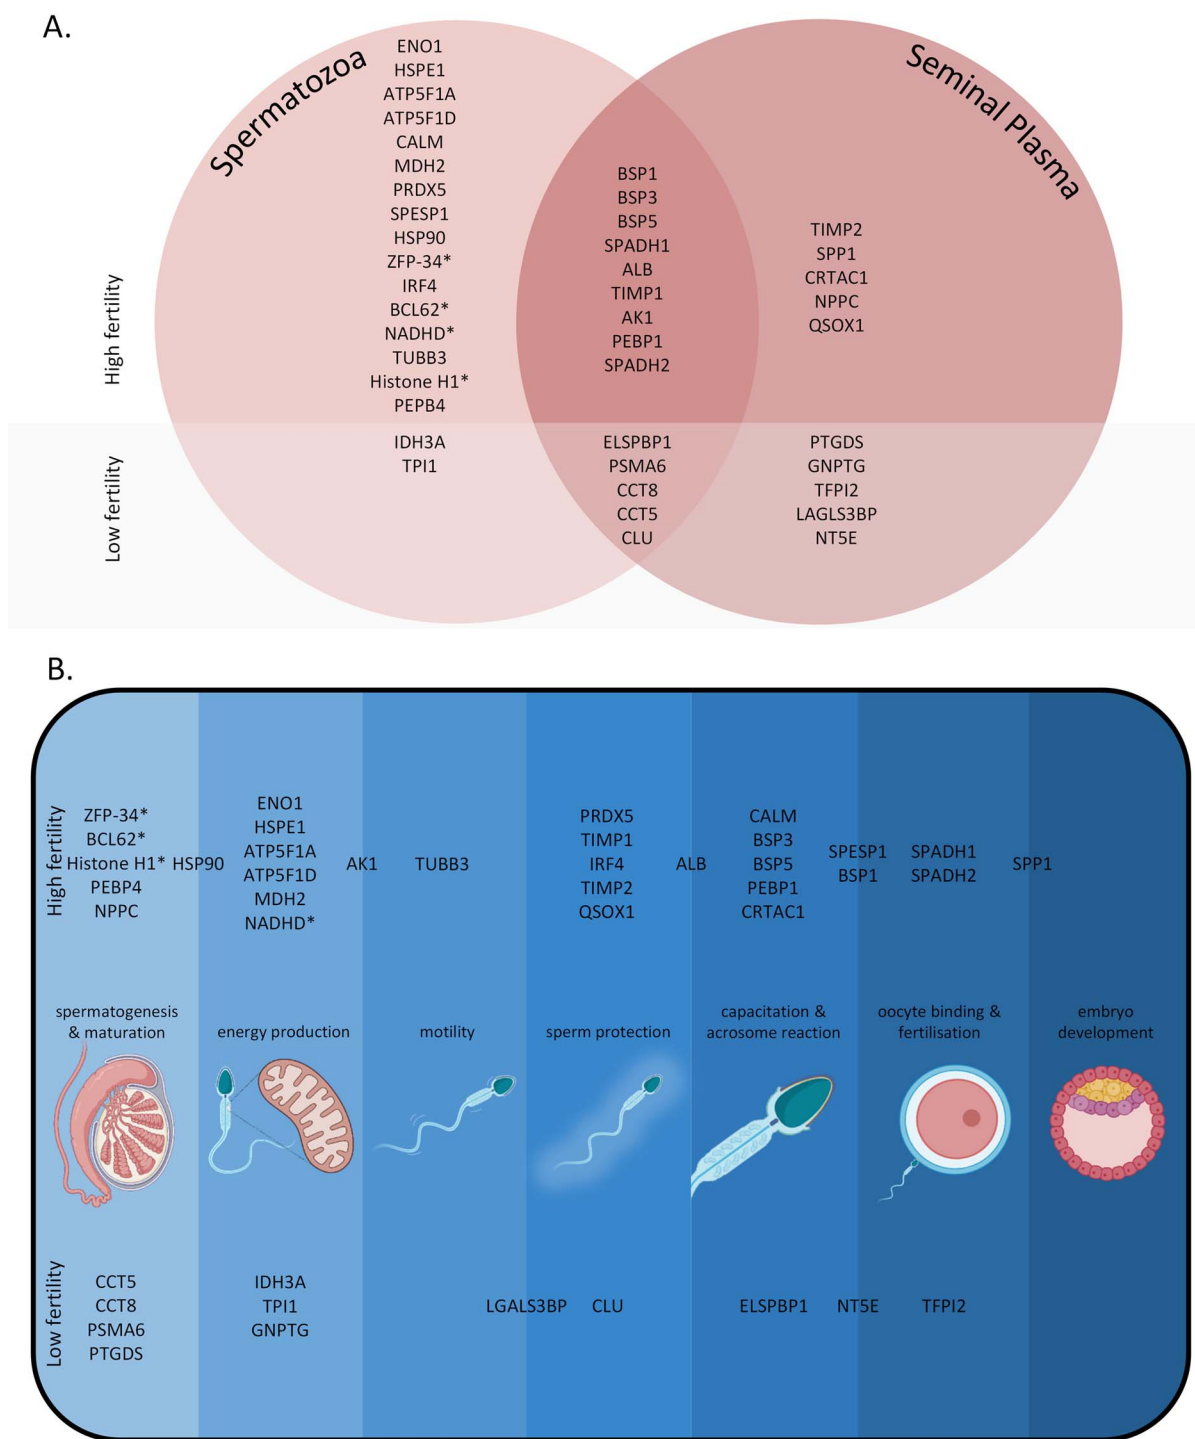 A.
Spermatozoa
Seminal Plasma
High fertility
ENO1
HSPE1
ATP5F1A
ATP5F1D
CALM
MDH2
PRDX5
SPESP1
HSP90
ZFP-34*
IRF4
BCL62*
NADHD*
TUBB3
Histone H1*
PEPB4
BSP1
BSP3
BSP5
SPADH1
ALB
TIMP1
AK1
PEBP1
SPADH2
TIMP2
SPP1
CRTAC1
NPPC
QSOX1
Low fertility
IDH3A
TPI1
ELSPBP1
PSMA6
CCT8
CCT5
CLU
PTGDS
GNPTG
TFPI2
LAGLS3BP
NT5E
B.
High fertility
ZFP-34*
BCL62*
Histone H1*
PEBP4
NPPC
HSP90
ENO1
HSPE1
ATP5F1A
ATP5F1D
MDH2
NADHD*
AK1
TUBB3
PRDX5
TIMP1
IRF4
TIMP2
QSOX1
ALB
CALM
BSP3
BSP5
PEBP1
CRTAC1
SPESP1
BSP1
SPADH1
SPADH2
SPP1
spermatogenesis
& maturation
energy production
motility
sperm protection
capacitation &
acrosome reaction
oocyte binding &
fertilisation
embryo
development
Low fertility
CCT5
CCT8
PSMA6
PTGDS
IDH3A
TPI1
GNPTG
LGALS3BP
CLU
ELSPBP1
NT5E
TFPI2